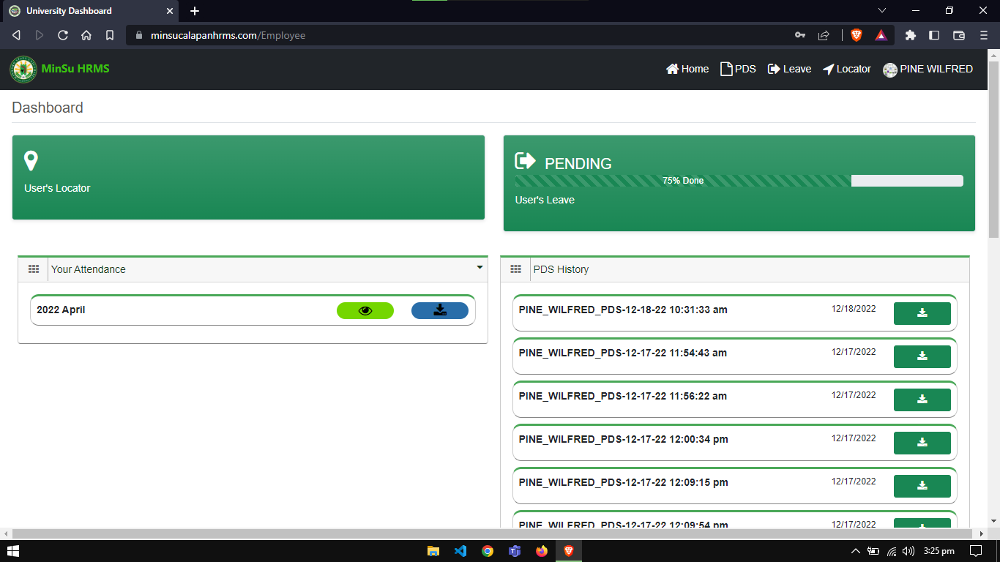 University Dashboard
minsucalapanhrms.com/Employee
MinSu HRMS
Home
PDS
Leave
Locator
PINE WILFRED
Dashboard
User's Locator
PENDING
75% Done
User's Leave
Your Attendance
2022 April
PDS History
PINE_WILFRED_PDS-12-18-22 10:31:33 am 12/18/2022
PINE_WILFRED_PDS-12-17-22 11:54:43 am 12/17/2022
PINE_WILFRED_PDS-12-17-22 11:56:22 am 12/17/2022
PINE_WILFRED_PDS-12-17-22 12:00:34 pm 12/17/2022
PINE_WILFRED_PDS-12-17-22 12:09:15 pm 12/17/2022
PINE_WILFRED_PDS-12-17-22 12:09:54 pm 12/17/2022
3:25 pm